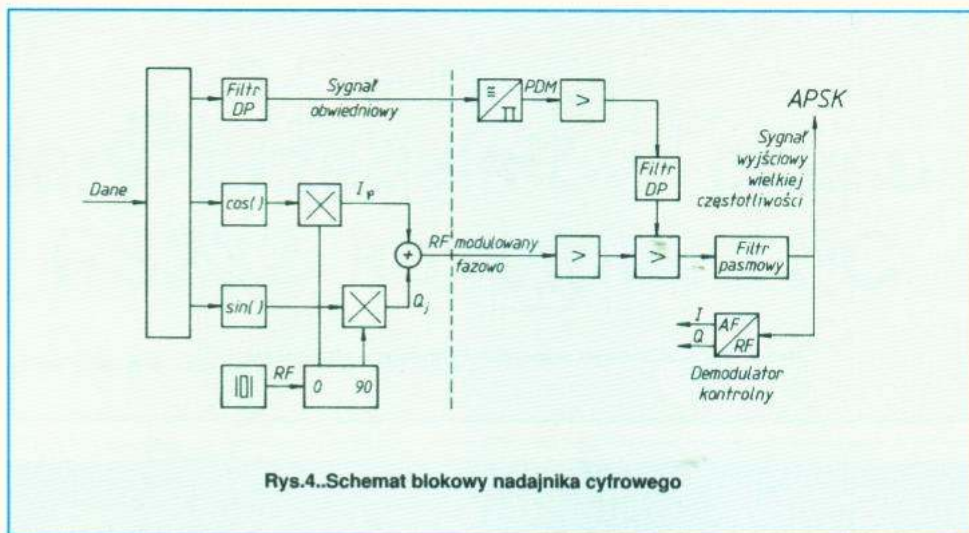 Filtr
DP
Sygnał
obwiedniowy
PDM
>
APSK
Sygnał
wyjściowy
wielkiej
częstotliwości
Filtr
DP
Dane
cos()
I φ
+
RF modulowany
fazowo
>
>
Filtr
pasmowy
sin()
Q j
I
Q
AF
RF
Demodulator
kontrolny
RF
0 90
Rys.4..Schemat blokowy nadajnika cyfrowego